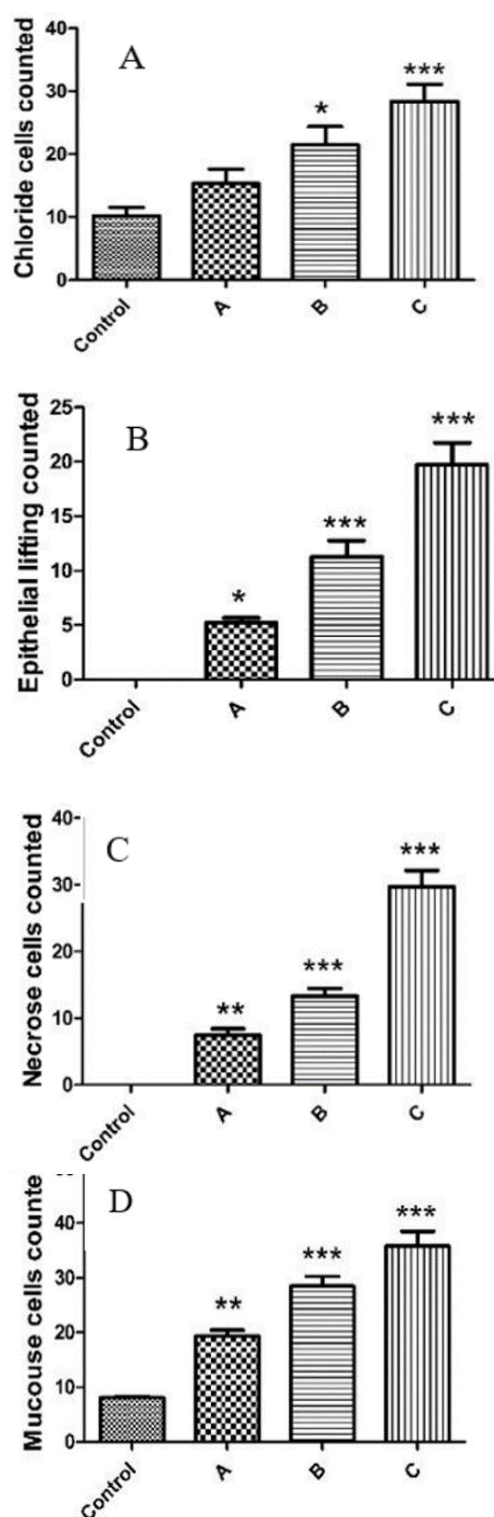 A
Chloride cells counted
40
30
20
10
0
*
***
Control
A
B
C
B
Epithelial lifting counted
25
20
15
10
5
0
*
***
***
Control
A
B
C
C
Necrose cells counted
40
30
20
10
0
**
***
***
Control
A
B
C
D
Mucouse cells counte
40
30
20
10
0
**
***
***
Control
A
B
C